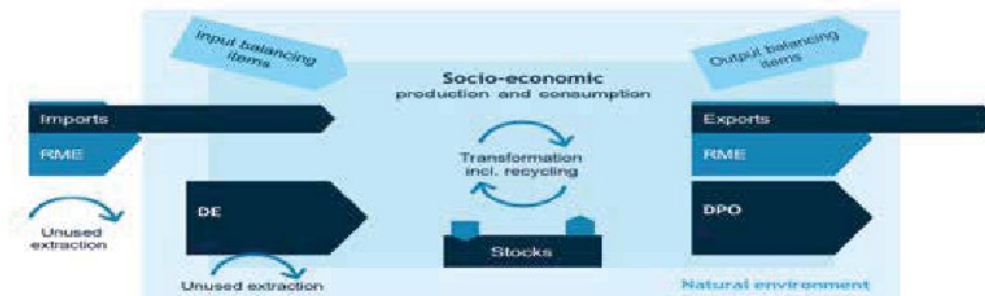 Input balancing
items
Output balancing
items
Socio-economic
production and consumption
Imports
Exports
RME
RME
Transformation
incl. recycling
DE
DPO
Unused
extraction
Stocks
Unused extraction
Natural environment